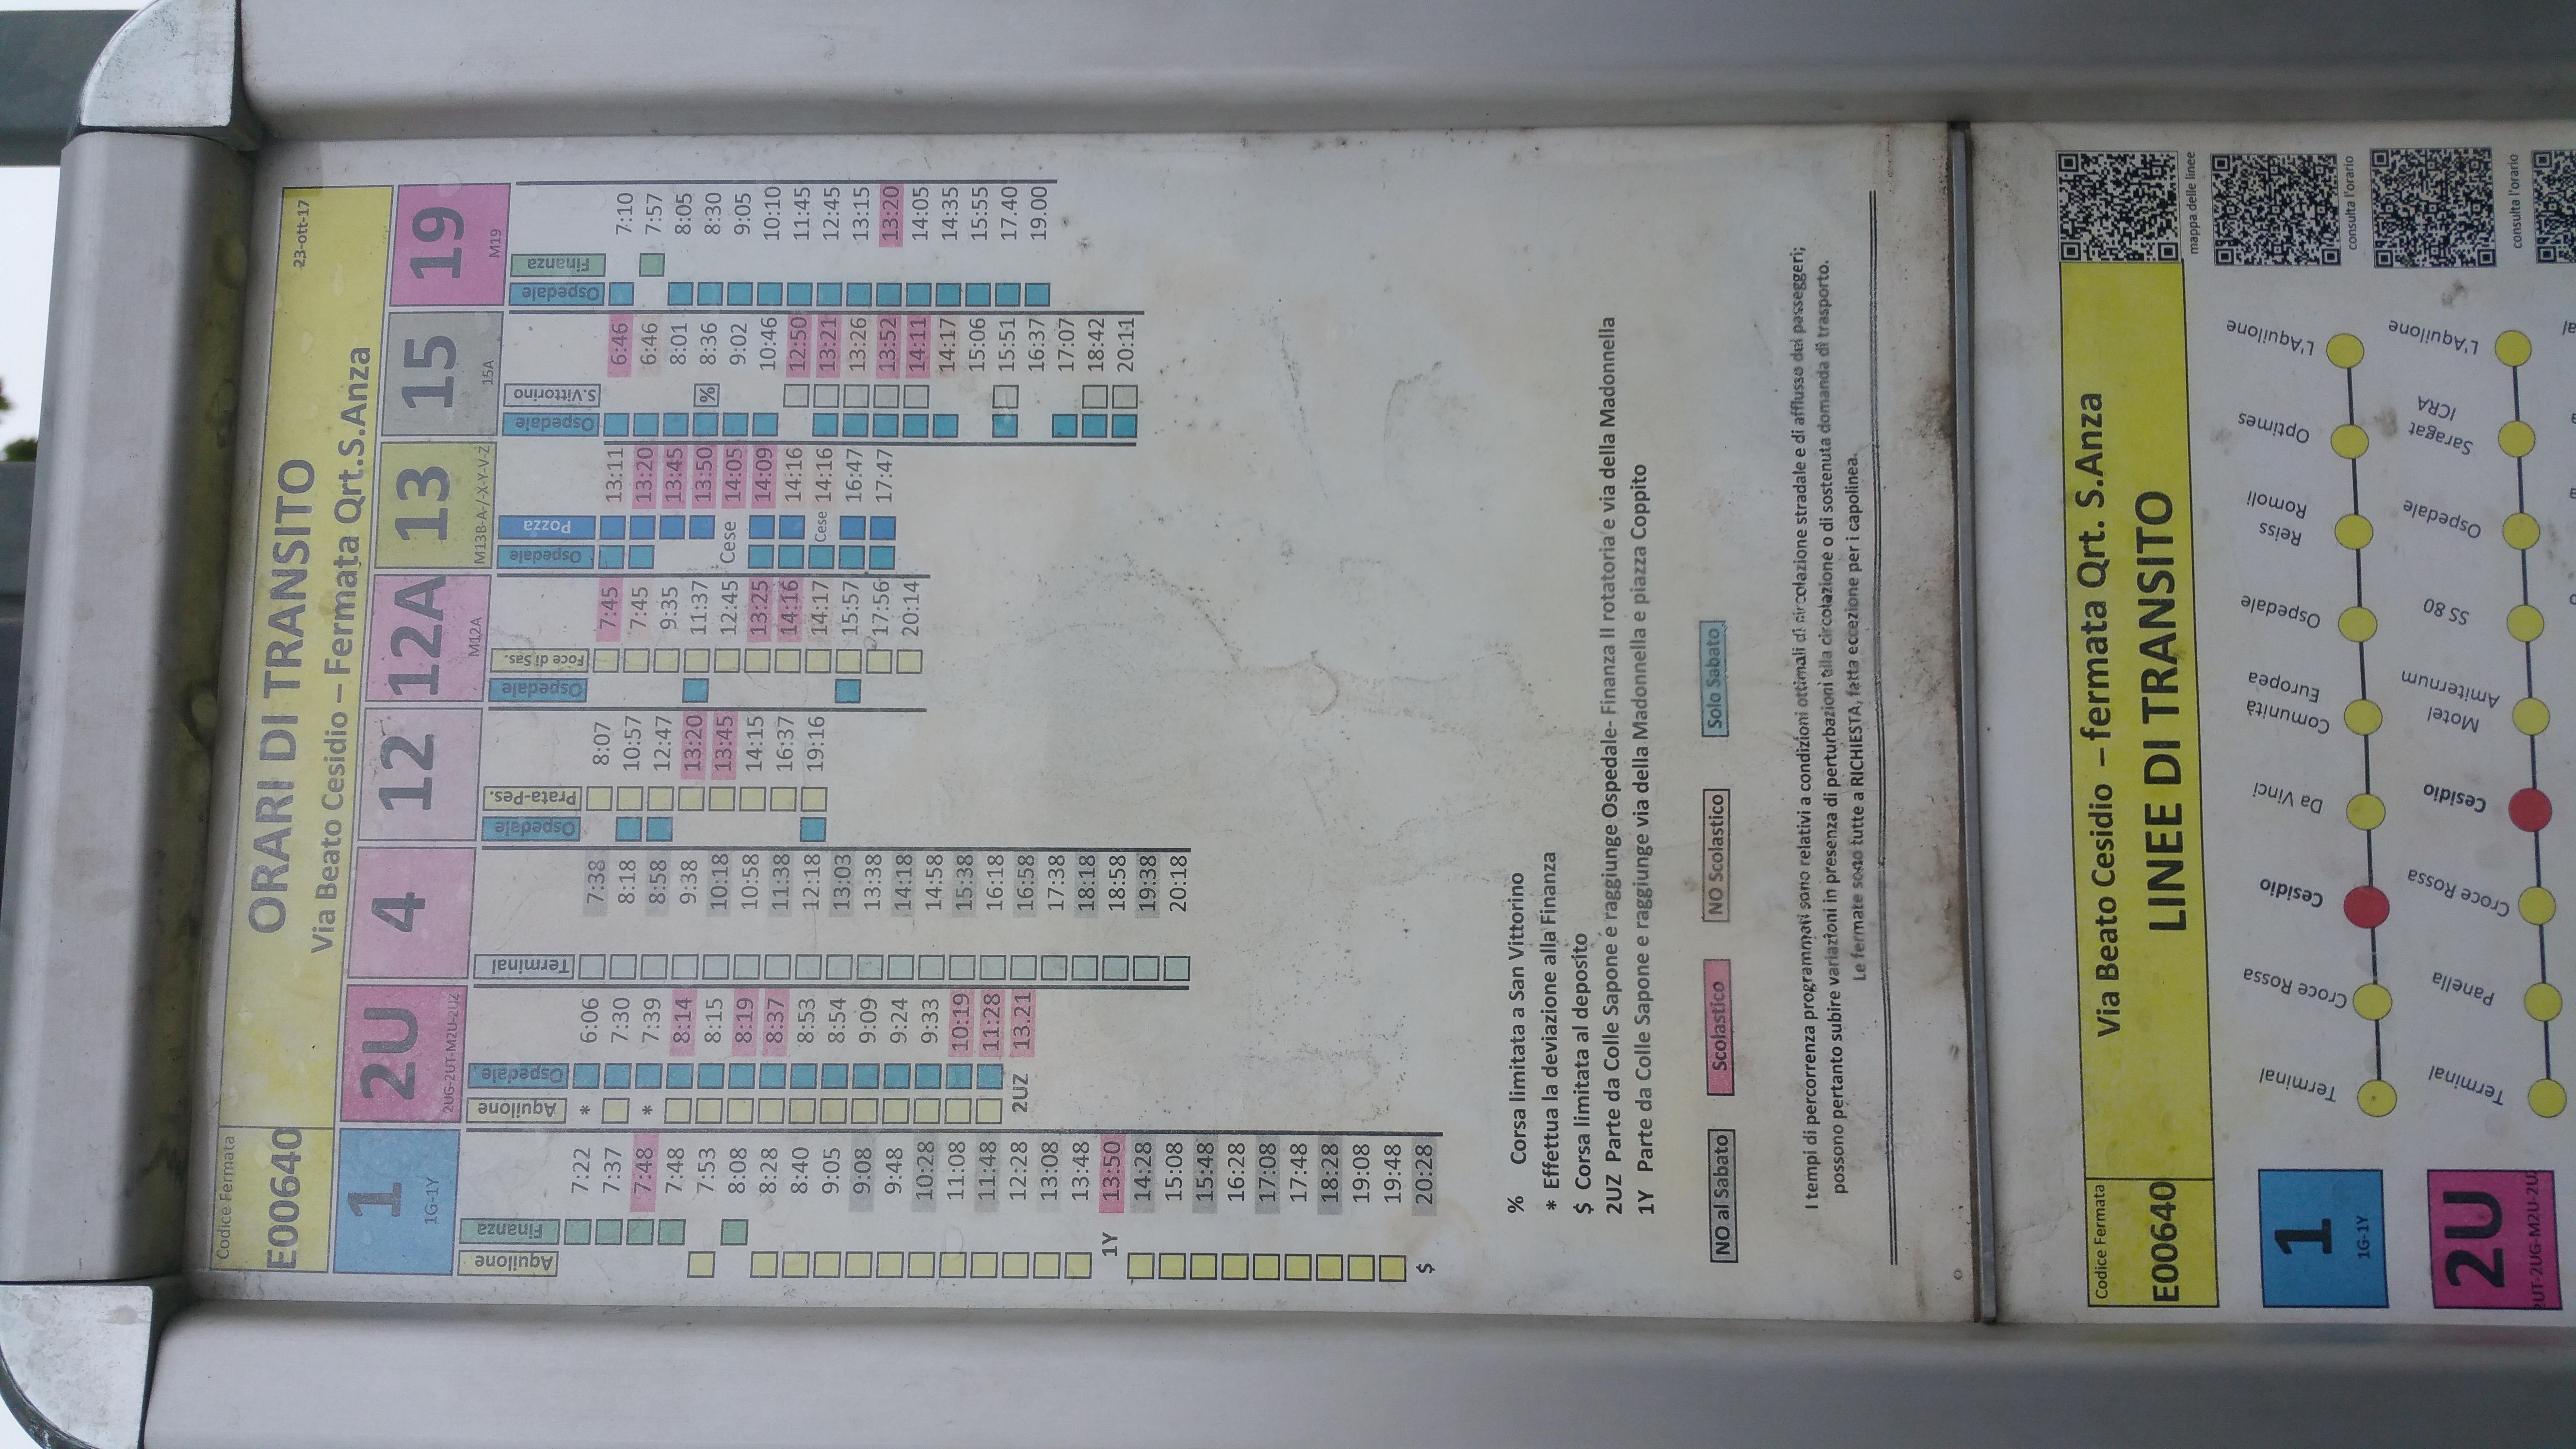 Codice Fermata
E00640
ORARI DI TRANSITO
23-ott-17
Via Beato Cesidio – Fermata Qrt.S.Anza
1
1G-1Y
2U
2UG-2UT-M2U-2UZ
4
12
12A
M12A
13
M13B-A-/-X-Y-V-Z
15
15A
19
M19
Aquilone
Finanza
7:22
7:37
7:48
7:48
7:53
8:08
8:28
8:40
9:05
9:08
9:48
10:28
11:08
11:48
12:28
13:08
13:48
1Y 13:50
14:28
15:08
15:48
16:28
17:08
17:48
18:28
19:08
19:48
$ 20:28
Aquilone
Ospedale
* 6:06
7:30
* 7:39
8:14
8:15
8:19
8:37
8:53
8:54
9:09
9:24
9:33
10:19
11:28
2UZ 13.21
Terminal
7:38
8:18
8:58
9:38
10:18
10:58
11:38
12:18
13:03
13:38
14:18
14:58
15:38
16:18
16:58
17:38
18:18
18:58
19:38
20:18
Ospedale
Prata-Pes.
8:07
10:57
12:47
13:20
13:45
14:15
16:37
19:16
Ospedale
Foce di Sas.
7:45
7:45
9:35
11:37
12:45
13:25
14:16
14:17
15:57
17:56
20:14
Ospedale
Pozza
13:11
13:20
13:45
13:50
Cese 14:05
14:09
14:16
Cese 14:16
16:47
17:47
Ospedale
S.Vittorino
6:46
6:46
8:01
% 8:36
9:02
10:46
12:50
13:21
13:26
13:52
14:11
14:17
15:06
15:51
16:37
17:07
18:42
20:11
Ospedale
Finanza
7:10
7:57
8:05
8:30
9:05
10:10
11:45
12:45
13:15
13:20
14:05
14:35
15:55
17.40
19.00
% Corsa limitata a San Vittorino
* Effettua la deviazione alla Finanza
$ Corsa limitata al deposito
2UZ Parte da Colle Sapone e raggiunge Ospedale- Finanza II rotatoria e via della Madonnella
1Y Parte da Colle Sapone e raggiunge via della Madonnella e piazza Coppito
NO al Sabato
Scolastico
NO Scolastico
Solo Sabato
I tempi di percorrenza programmati sono relativi a condizioni ottimali di circolazione stradale e di afflusso dei passeggeri;
possono pertanto subire variazioni in presenza di perturbazioni alla circolazione o di sostenuta domanda di trasporto.
Le fermate sono tutte a RICHIESTA, fatta eccezione per i capolinea.
Codice Fermata
E00640
Via Beato Cesidio – fermata Qrt. S.Anza
LINEE DI TRANSITO
mappa delle linee
1
1G-1Y
Terminal
Croce Rossa
Cesidio
Da Vinci
Comunità
Europea
Ospedale
Reiss
Romoli
Optimes
L'Aquilone
consulta l'orario
2U
2UT-2UG-M2U-2U
Terminal
Panella
Croce Rossa
Cesidio
Motel
Amiternum
SS 80
Ospedale
Saragat
ICRA
L'Aquilone
consulta l'orario